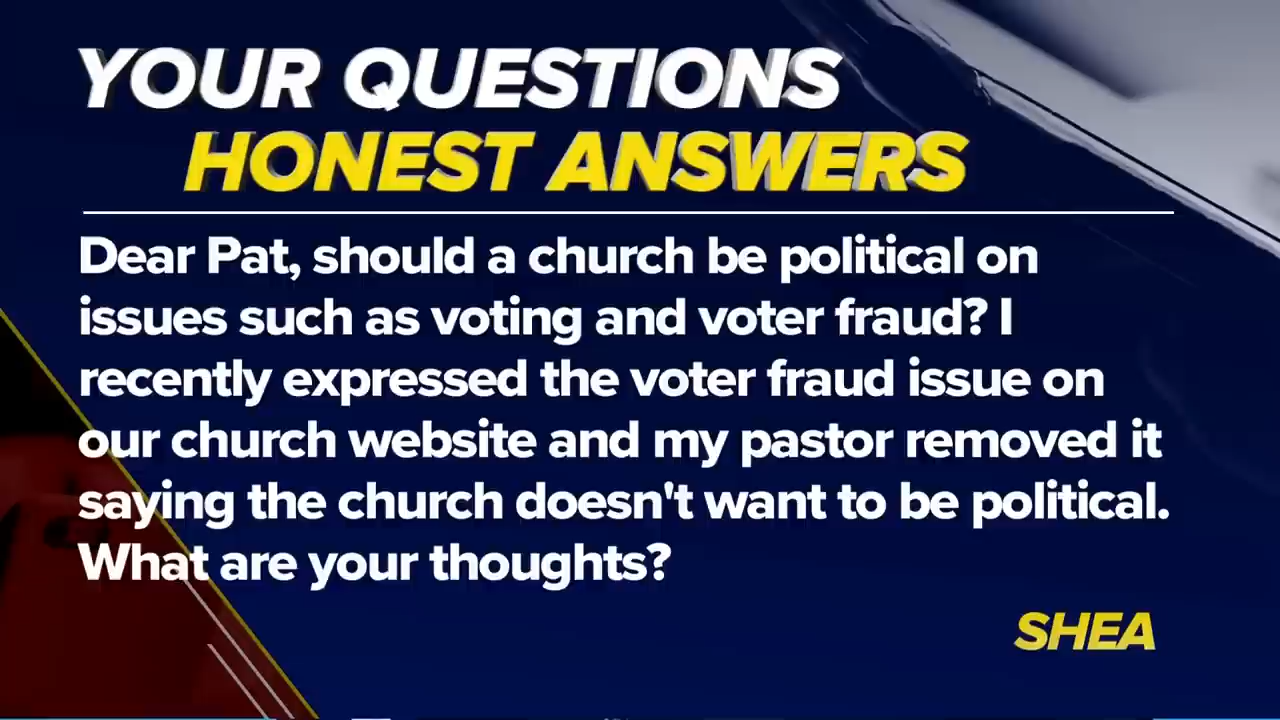 YOUR QUESTIONS
HONEST ANSWERS
Dear Pat, should a church be political on
issues such as voting and voter fraud? I
recently expressed the voter fraud issue on
our church website and my pastor removed it
saying the church doesn't want to be political.
What are your thoughts?
SHEA